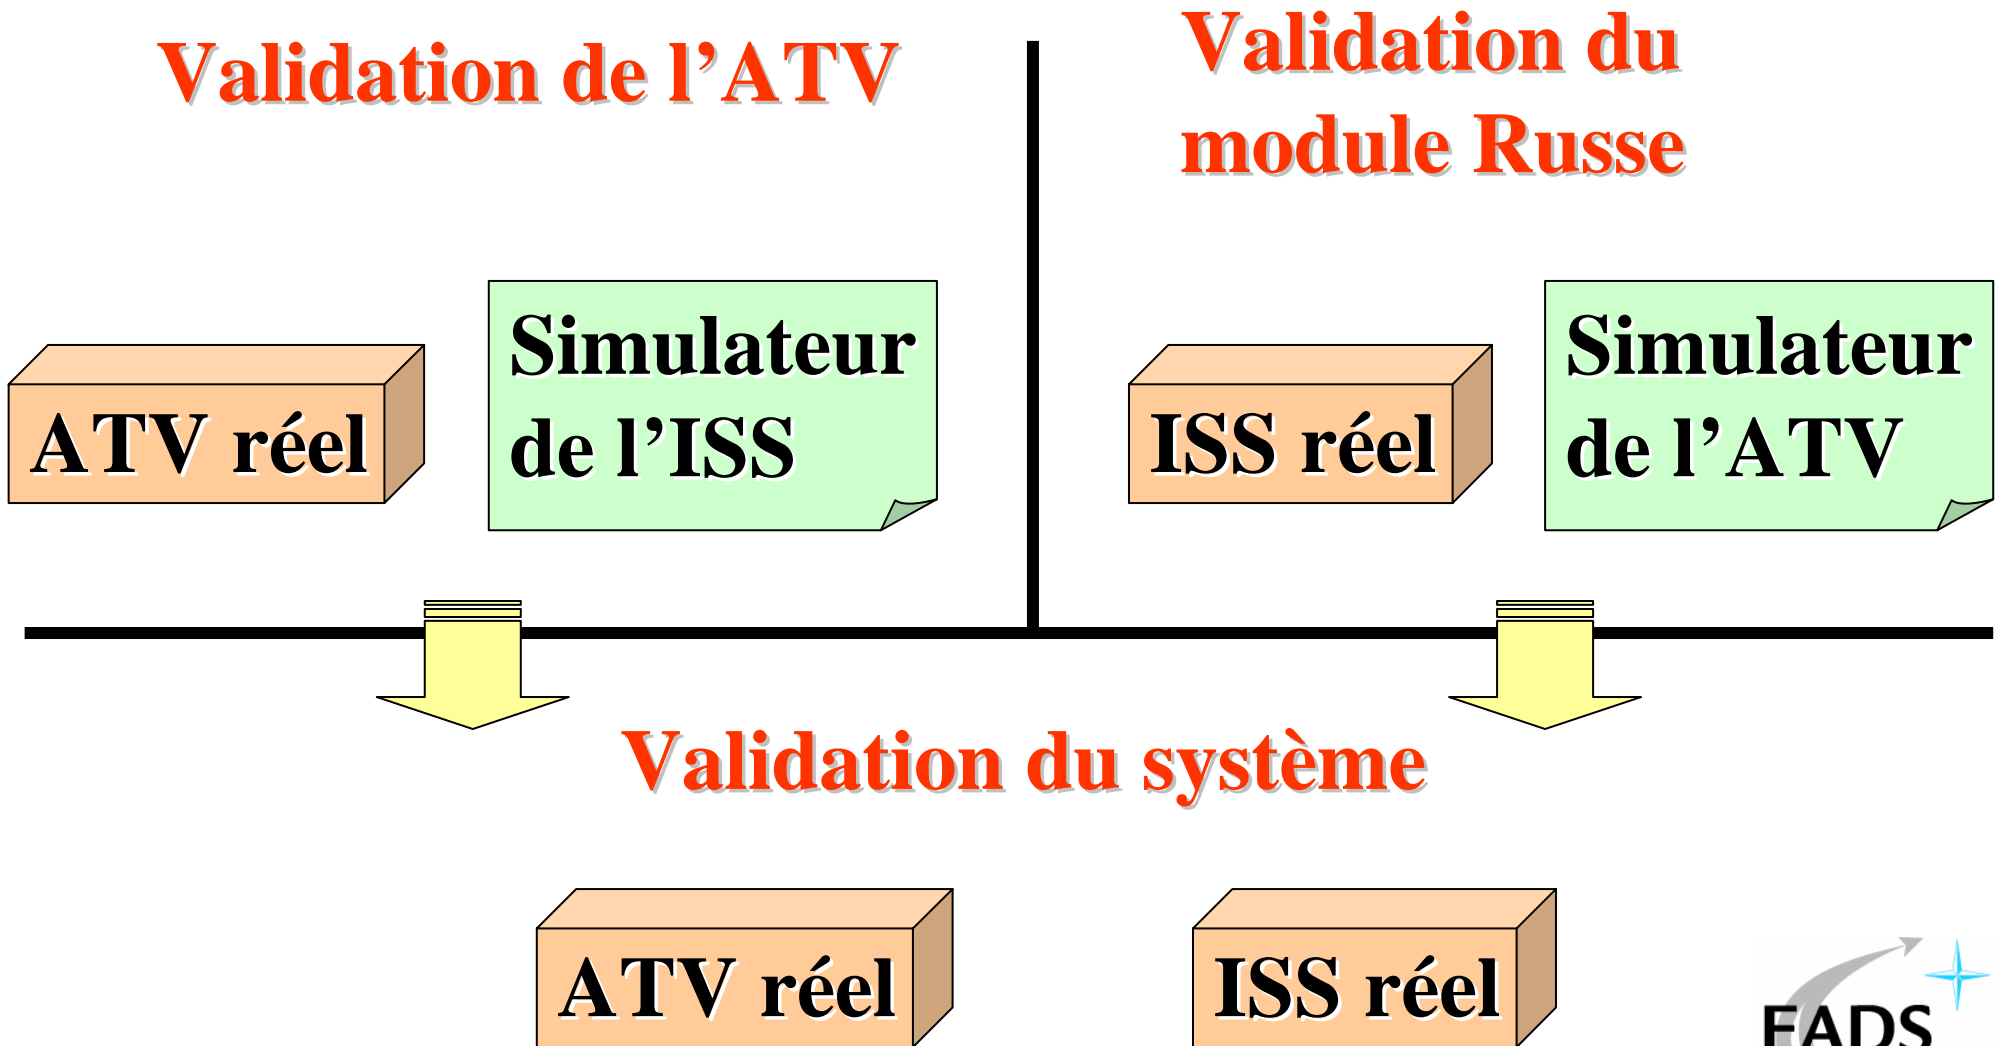 Validation de l’ATV
Validation du
module Russe
ATV réel
Simulateur
de l’ISS
ISS réel
Simulateur
de l’ATV
Validation du système
ATV réel
ISS réel
EADS